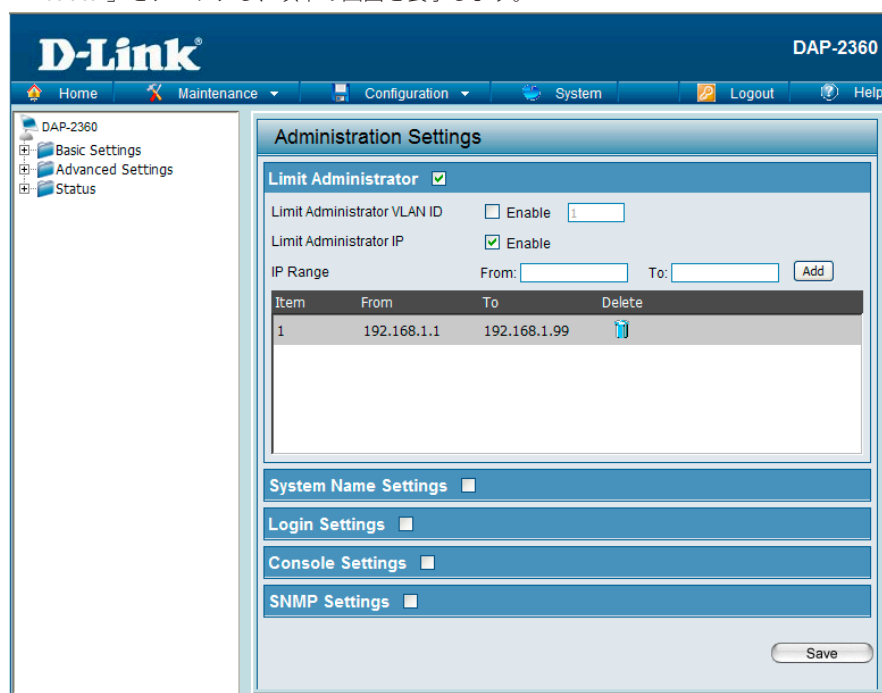 D-Link®
DAP-2360
Home Maintenance Configuration System Logout Help
DAP-2360
Basic Settings
Advanced Settings
Status
Administration Settings
Limit Administrator
Limit Administrator VLAN ID Enable 1
Limit Administrator IP Enable
IP Range From: To: Add
Item From To Delete
1 192.168.1.1 192.168.1.99
System Name Settings
Login Settings
Console Settings
SNMP Settings
Save